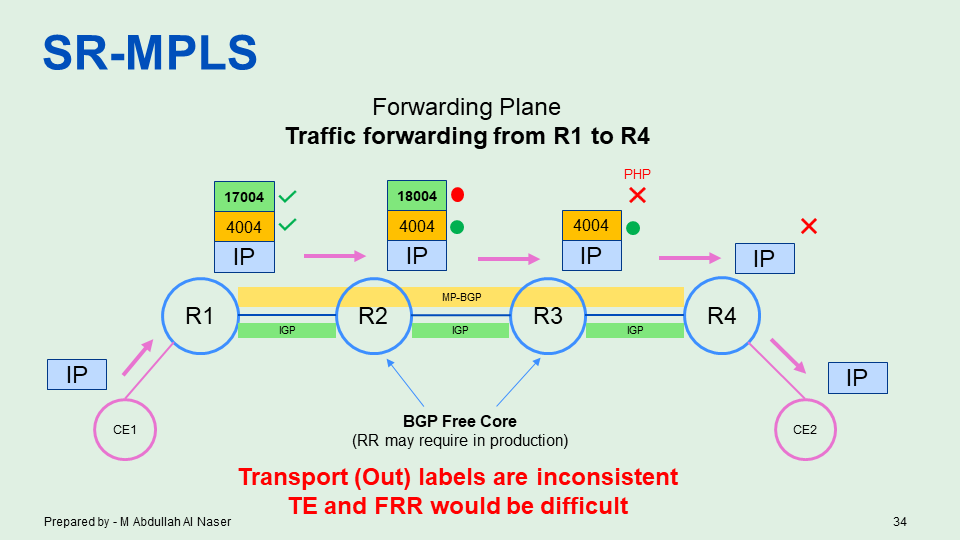 SR-MPLS
Forwarding Plane
Traffic forwarding from R1 to R4
PHP
17004
4004
IP
18004
4004
IP
4004
IP
IP
MP-BGP
R1
R2
R3
R4
IGP
IGP
IGP
IP
IP
CE1
CE2
BGP Free Core
(RR may require in production)
Transport (Out) labels are inconsistent
TE and FRR would be difficult
Prepared by - M Abdullah Al Naser
34